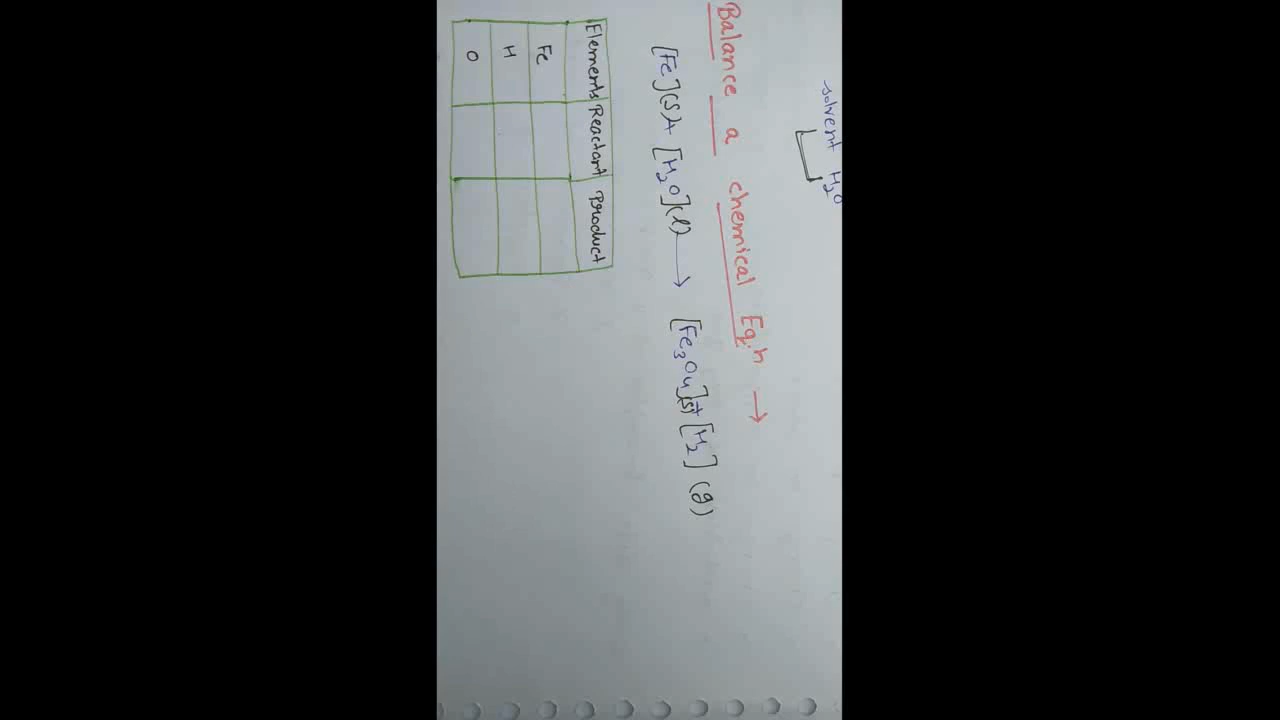 solvent H₂O
Balance a chemical Eq.n →
[Fe](s)+ [H₂O](l) → [Fe₃O₄](s)+ [H₂] (g)
Elements Reactant Product
Fe
H
O